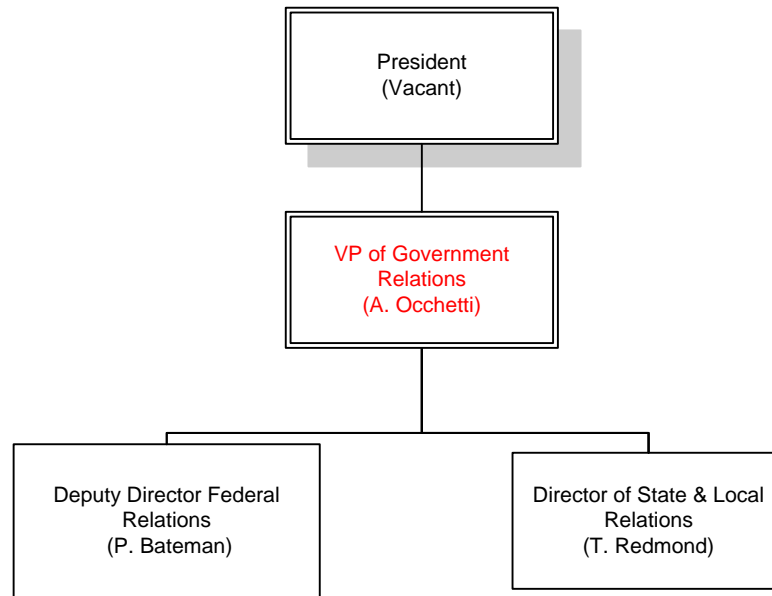 President
(Vacant)
VP of Government
Relations
(A. Occhetti)
Deputy Director Federal
Relations
(P. Bateman)
Director of State & Local
Relations
(T. Redmond)